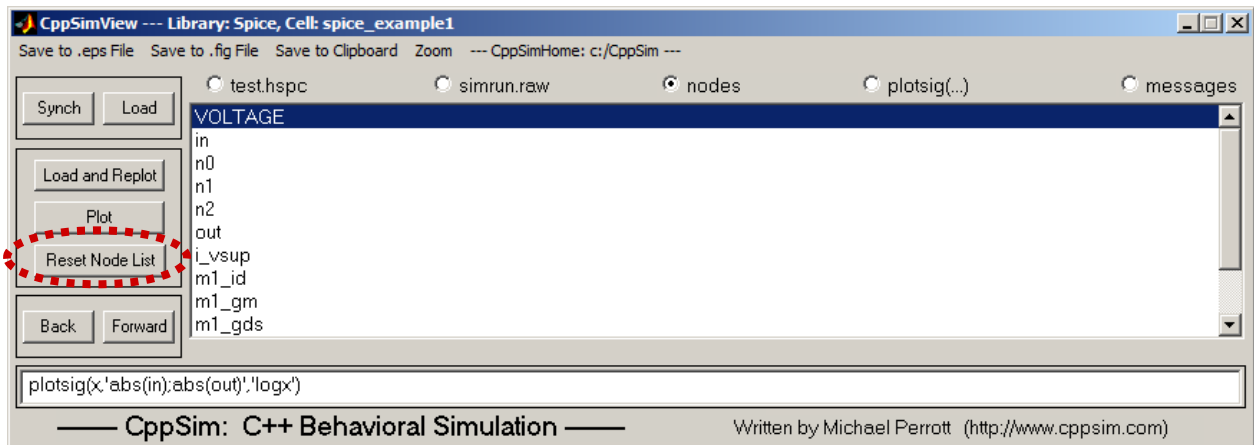 CppSimView --- Library: Spice, Cell: spice_example1
Save to .eps File Save to .fig File Save to Clipboard Zoom --- CppSimHome: c:/CppSim ---
test.hspc simrun.raw nodes plotsig(...) messages
Synch Load
Load and Replot
Plot
Reset Node List
Back Forward
VOLTAGE
in
n0
n1
n2
out
i_vsup
m1_id
m1_gm
m1_gds
plotsig(x,'abs(in);abs(out)','logx')
CppSim: C++ Behavioral Simulation
Written by Michael Perrott (http://www.cppsim.com)